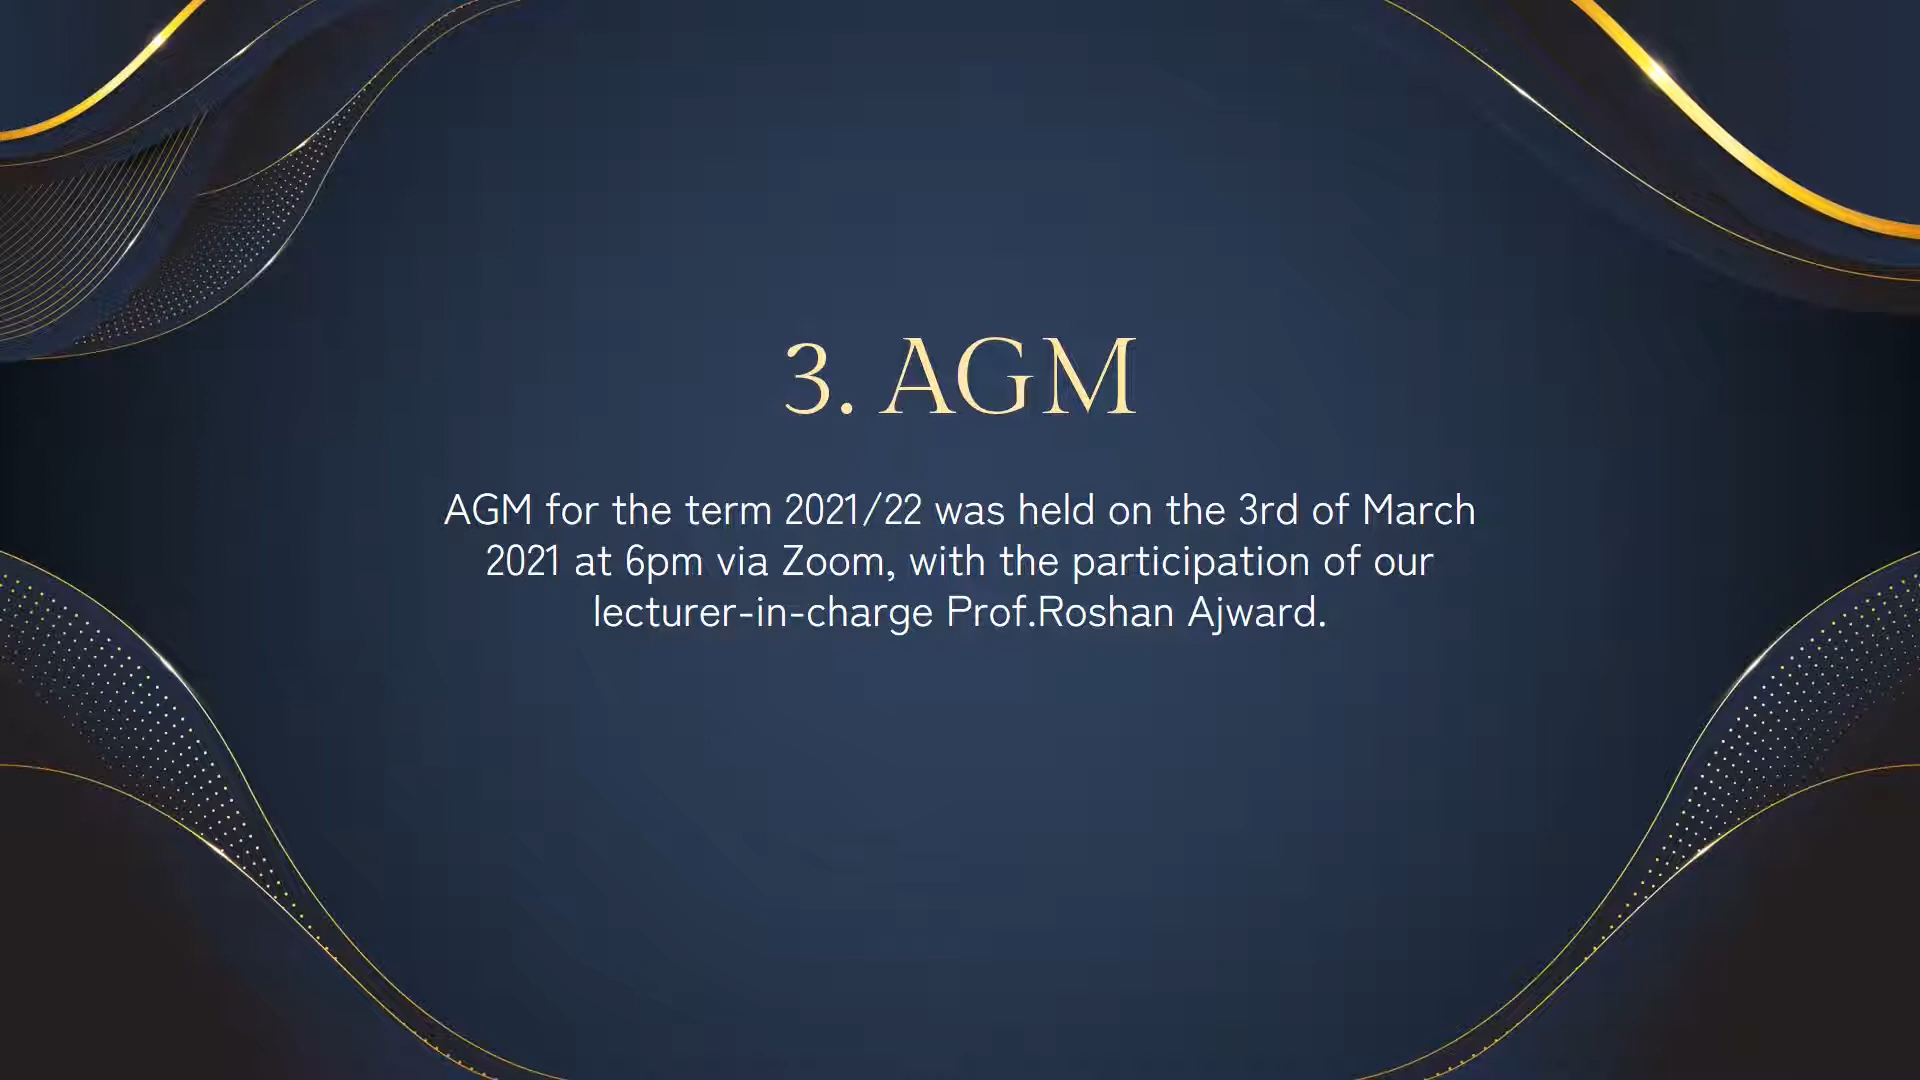 3. AGM
AGM for the term 2021/22 was held on the 3rd of March
2021 at 6pm via Zoom, with the participation of our
lecturer-in-charge Prof.Roshan Ajward.